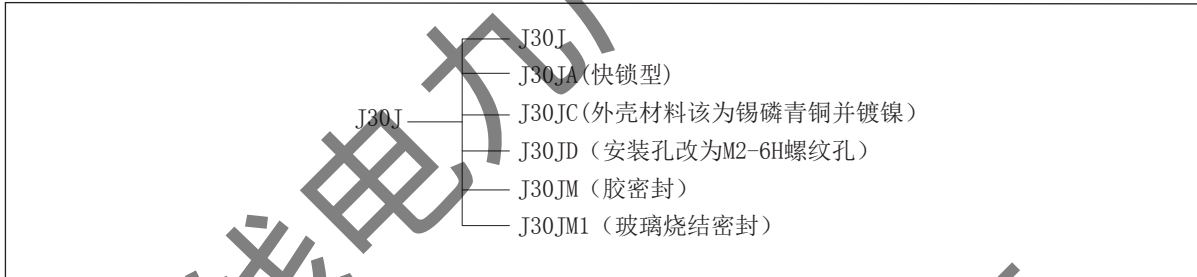 J30J
J30JA(快锁型)
J30J
J30JC(外壳材料该为锡磷青铜并镀镍）
J30JD（安装孔改为M2-6H螺纹孔）
J30JM（胶密封）
J30JM1（玻璃烧结密封）